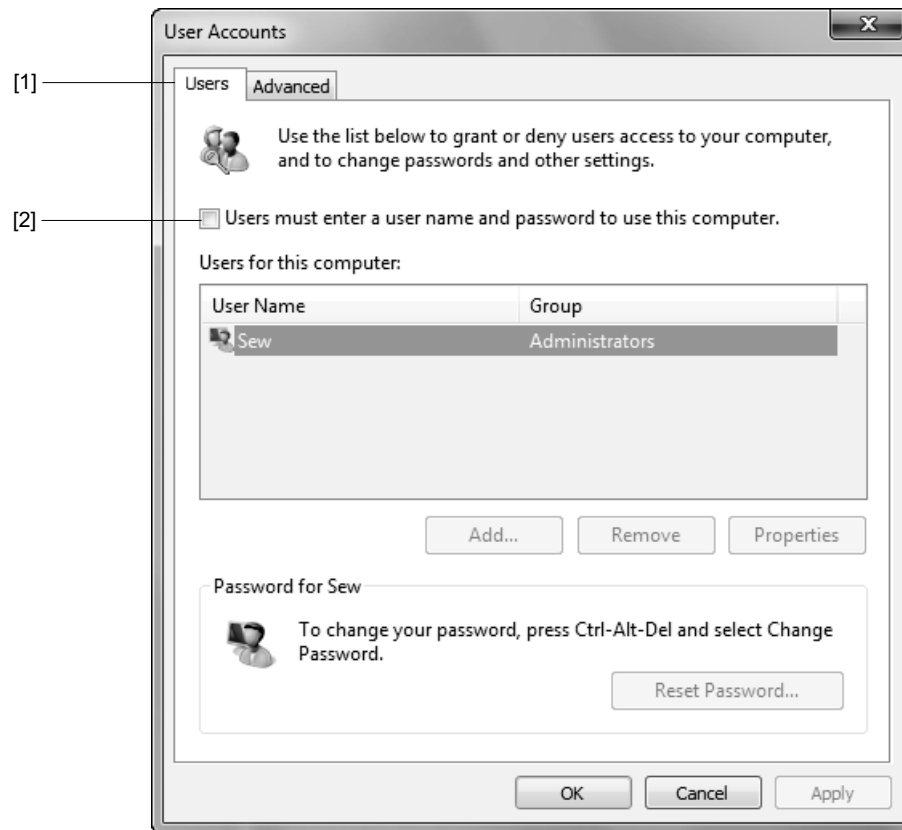 User Accounts
x
[1]
Users
Advanced
Use the list below to grant or deny users access to your computer,
and to change passwords and other settings.
[2]
Users must enter a user name and password to use this computer.
Users for this computer:
User Name Group
Sew Administrators
Add... Remove Properties
Password for Sew
To change your password, press Ctrl-Alt-Del and select Change
Password.
Reset Password...
OK Cancel Apply